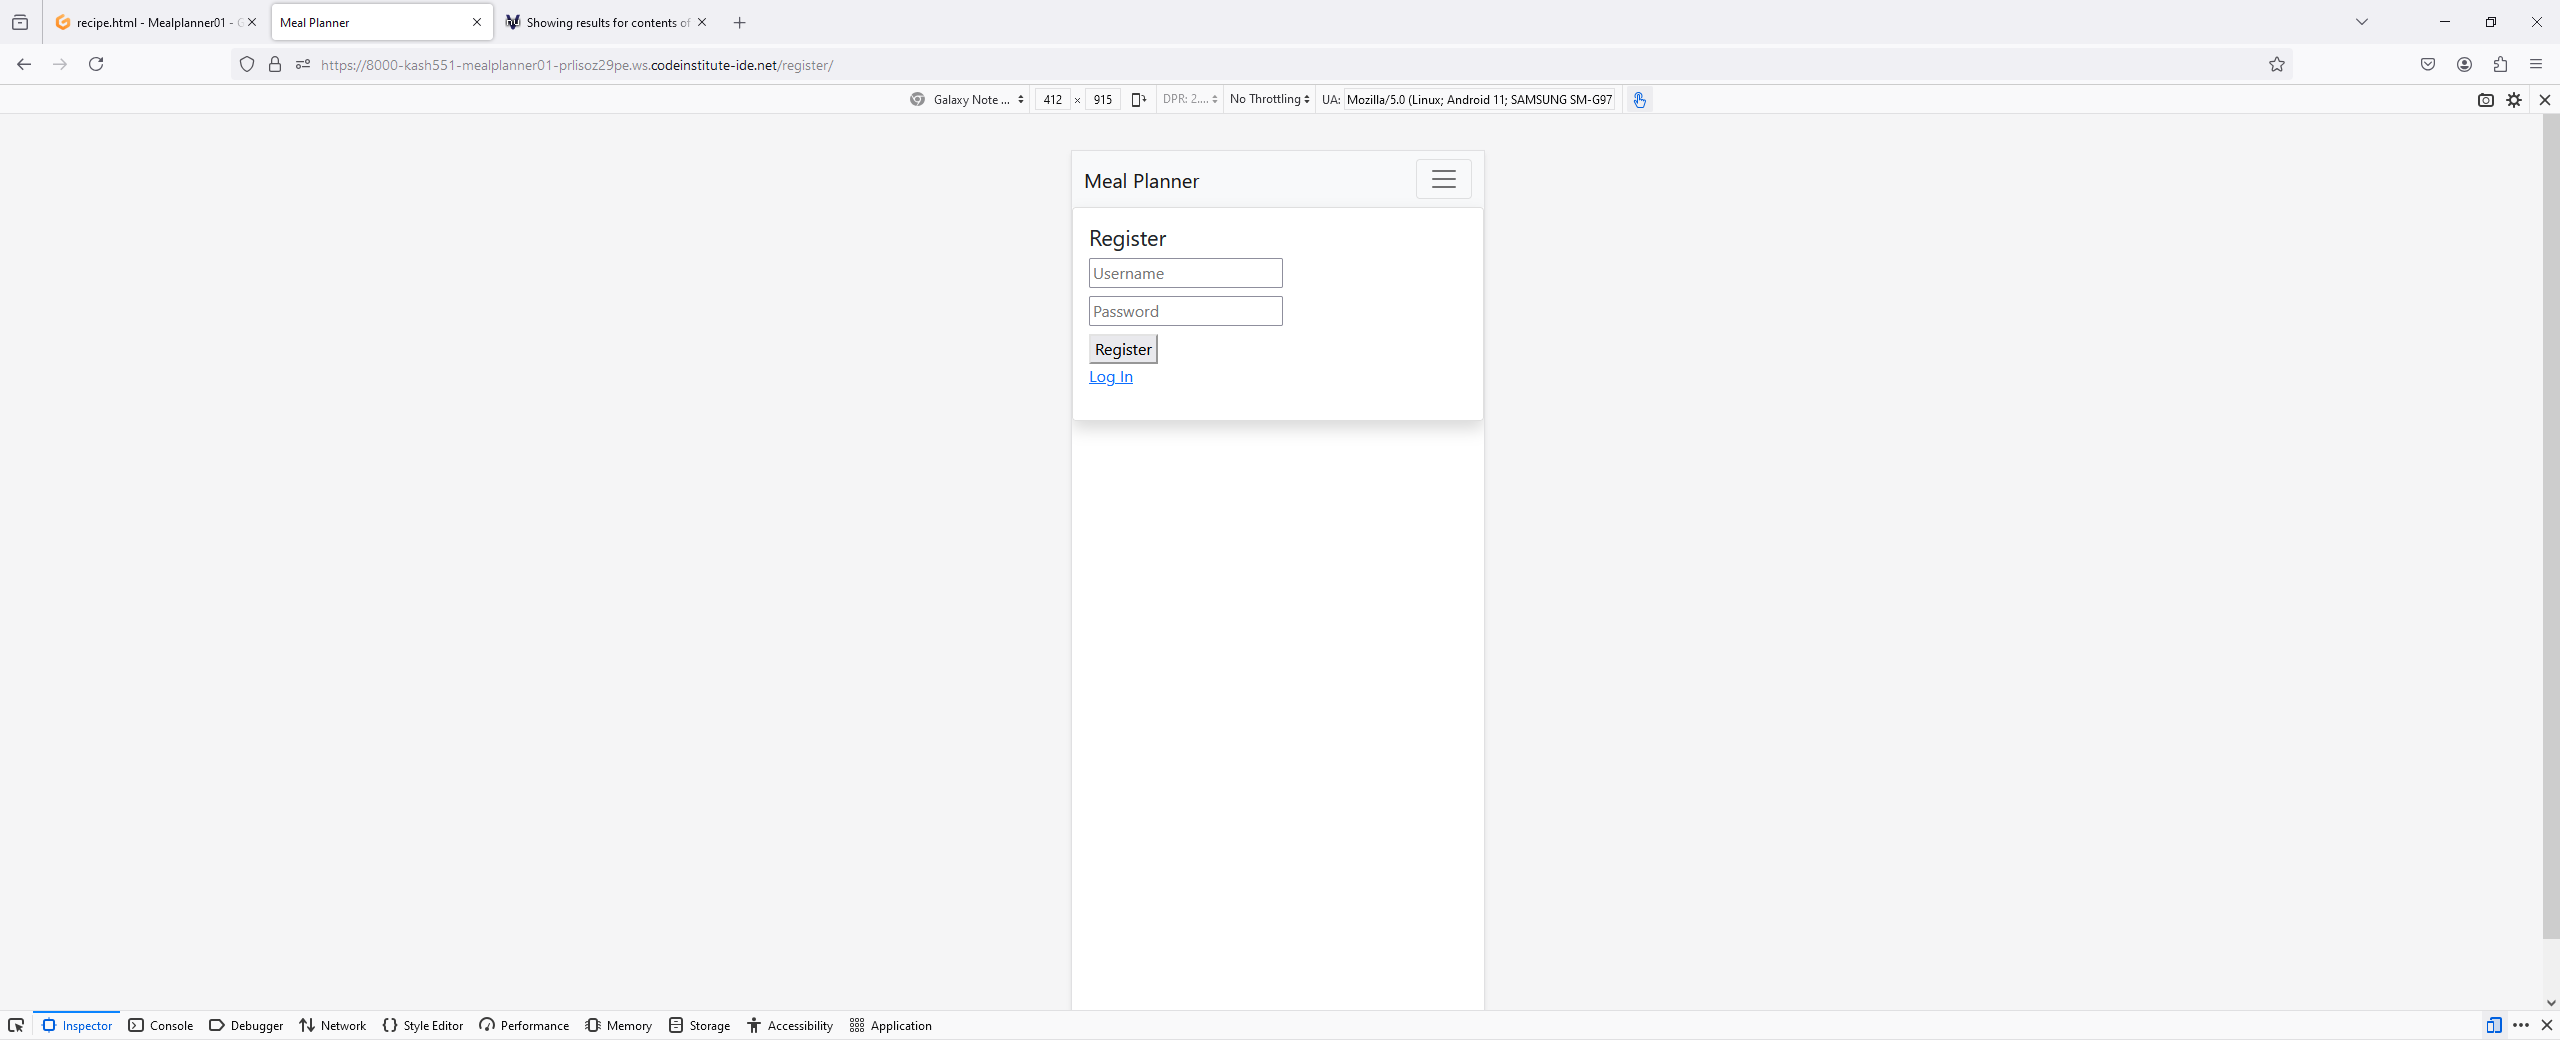 recipe.html - Mealplanner01 -
Meal Planner
Showing results for contents of
https://8000-kash551-mealplanner01-prlisoz29pe.ws.codeinstitute-ide.net/register/
Galaxy Note ... 412 × 915 DPR: 2.... No Throttling UA: Mozilla/5.0 (Linux; Android 11; SAMSUNG SM-G97
Meal Planner
Register
Username
Password
Register
Log In
Inspector Console Debugger Network Style Editor Performance Memory Storage Accessibility Application